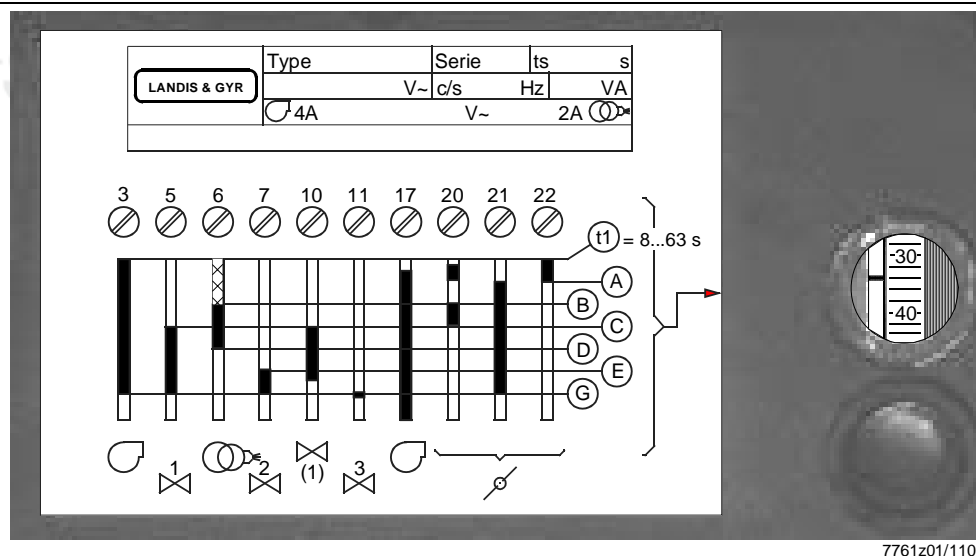 Type Serie ts s
LANDIS & GYR V~ c/s Hz VA
4A V~ 2A
3 5 6 7 10 11 17 20 21 22
t1 = 8...63 s
A
B
C
D
E
G
1 2 (1) 3
-30-
-40-
7761z01/110